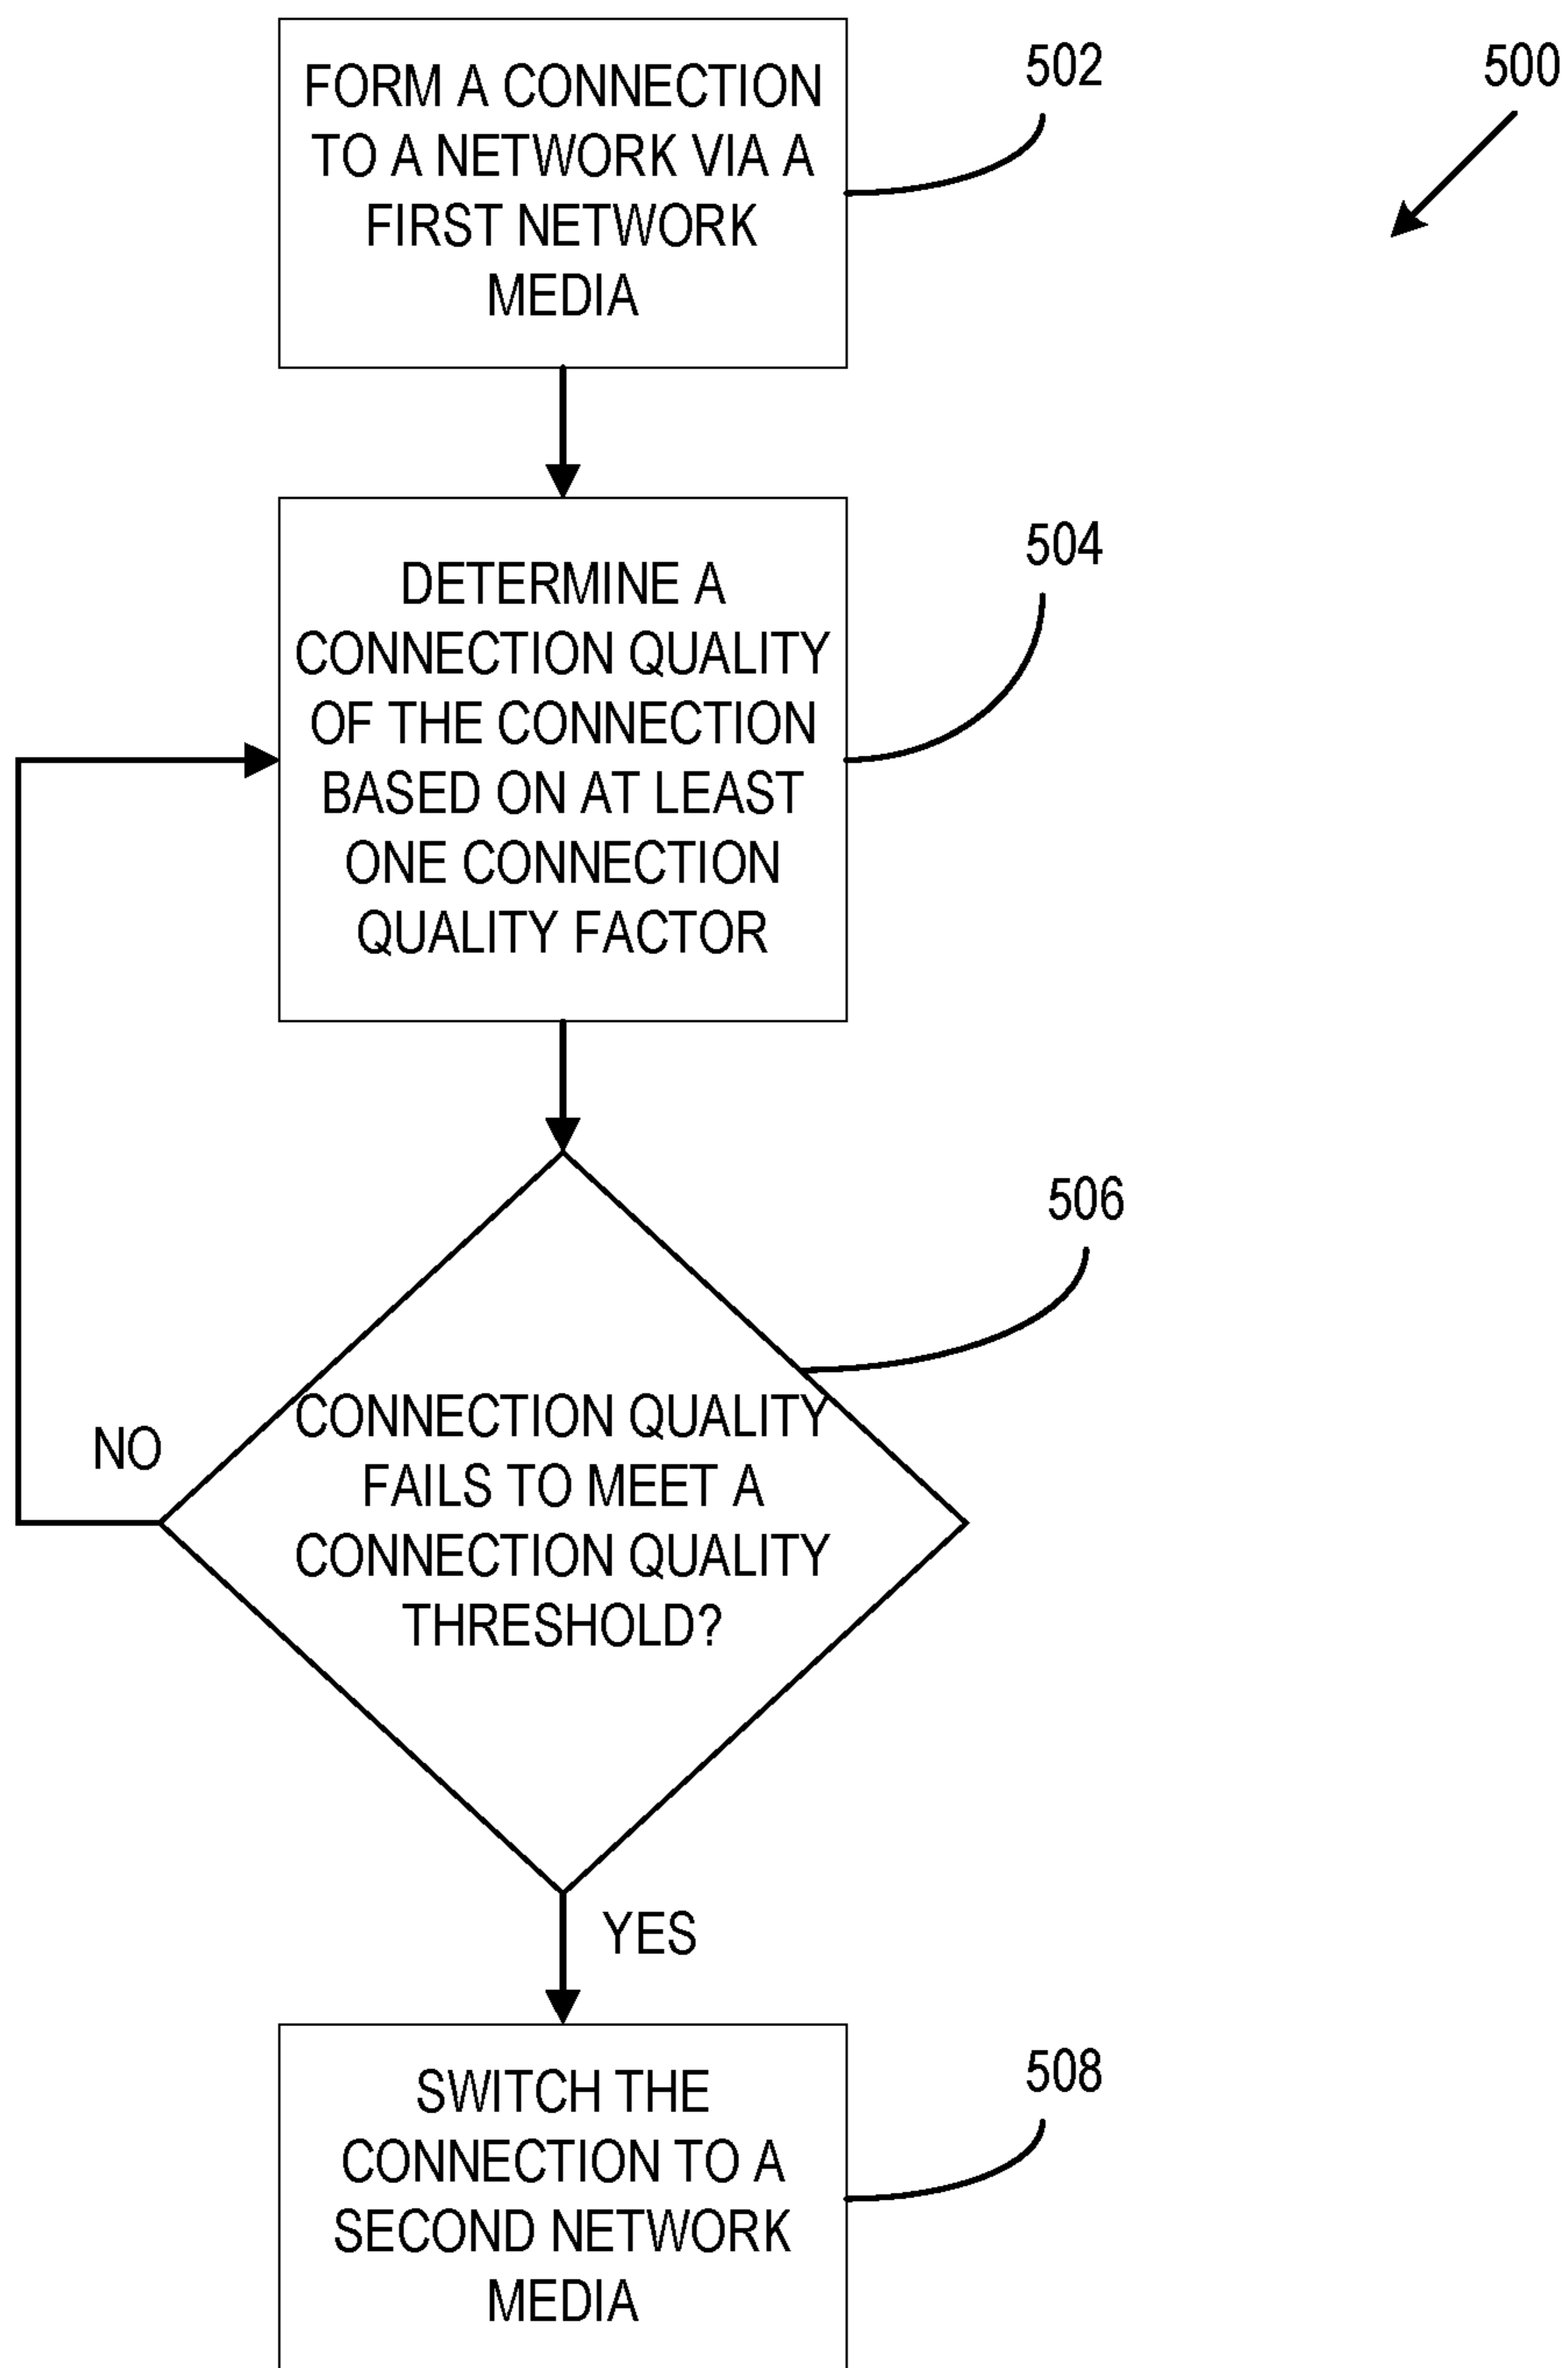 FORM A CONNECTION
TO A NETWORK VIA A
FIRST NETWORK
MEDIA
502
500
DETERMINE A
CONNECTION QUALITY
OF THE CONNECTION
BASED ON AT LEAST
ONE CONNECTION
QUALITY FACTOR
504
506
CONNECTION QUALITY
FAILS TO MEET A
CONNECTION QUALITY
THRESHOLD?
NO
YES
SWITCH THE
CONNECTION TO A
SECOND NETWORK
MEDIA
508